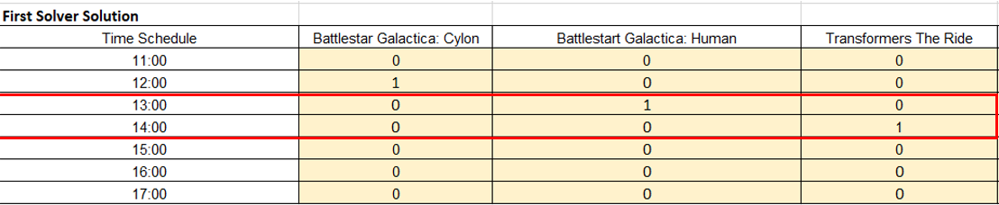 First Solver Solution
Time Schedule Battlestar Galactica: Cylon Battlestart Galactica: Human Transformers The Ride
11:00 0 0 0
12:00 1 0 0
13:00 0 1 0
14:00 0 0 1
15:00 0 0 0
16:00 0 0 0
17:00 0 0 0